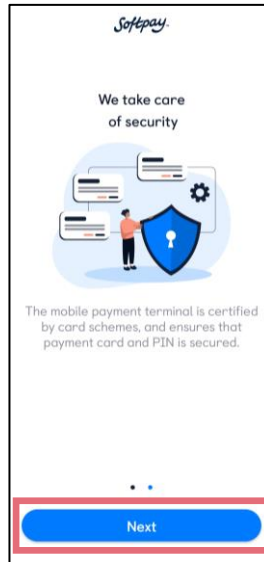 Softpay.
We take care
of security
The mobile payment terminal is certified
by card schemes, and ensures that
payment card and PIN is secured.
Next